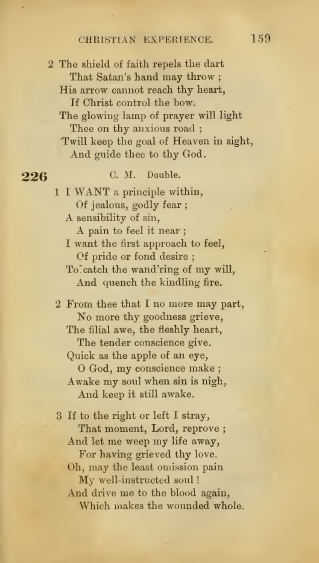 CHRISTIAN EXPERIENCE. 159
2 The shield of faith repels the dart
That Satan's hand may throw ;
His arrow cannot reach thy heart,
If Christ control the bow.
The glowing lamp of prayer will light
Thee on thy anxious road ;
'Twill keep the goal of Heaven in sight,
And guide thee to thy God.
226 C. M. Double.
1 I WANT a principle within,
Of jealous, godly fear ;
A sensibility of sin,
A pain to feel it near ;
I want the first approach to feel,
Of pride or fond desire ;
To catch the wand'ring of my will,
And quench the kindling fire.
2 From thee that I no more may part,
No more thy goodness grieve,
The filial awe, the fleshly heart,
The tender conscience give.
Quick as the apple of an eye,
O God, my conscience make ;
Awake my soul when sin is nigh,
And keep it still awake.
3 If to the right or left I stray,
That moment, Lord, reprove ;
And let me weep my life away,
For having grieved thy love.
Oh, may the least omission pain
My well-instructed soul !
And drive me to the blood again,
Which makes the wounded whole.